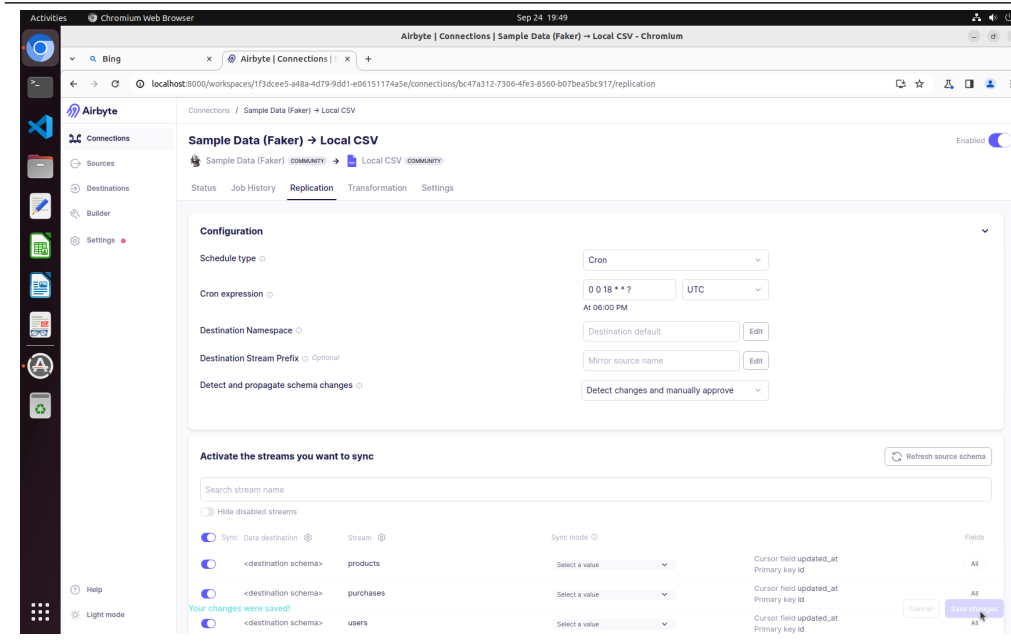 Activities Chromium Web Browser Sep 24 19:49
Airbyte | Connections | Sample Data (Faker) → Local CSV - Chromium
Bing × Airbyte | Connections | × +
localhost:8000/workspaces/1f3dcee5-a48a-4d79-9dd1-e06151174a5e/connections/bc47a312-7306-4fe3-8560-b07bea5bc917/replication
Airbyte
Connections / Sample Data (Faker) → Local CSV
Connections
Sources
Destinations
Builder
Settings
Sample Data (Faker) → Local CSV
Enabled
Sample Data (Faker) COMMUNITY → Local CSV COMMUNITY
Status Job History Replication Transformation Settings
Configuration
Schedule type Cron
Cron expression 0 0 18 * * ? UTC
At 06:00 PM
Destination Namespace Destination default Edit
Destination Stream Prefix Optional Mirror source name Edit
Detect and propagate schema changes Detect changes and manually approve
Activate the streams you want to sync Refresh source schema
Search stream name
Hide disabled streams
Sync Data destination Stream Sync mode Fields
<destination schema> products Select a value Cursor field updated_at All
Primary key id
<destination schema> purchases Select a value Cursor field updated_at All
Primary key id
<destination schema> users Select a value Cursor field updated_at All
Primary key id
Your changes were saved!
Cancel Save changes
Help
Light mode